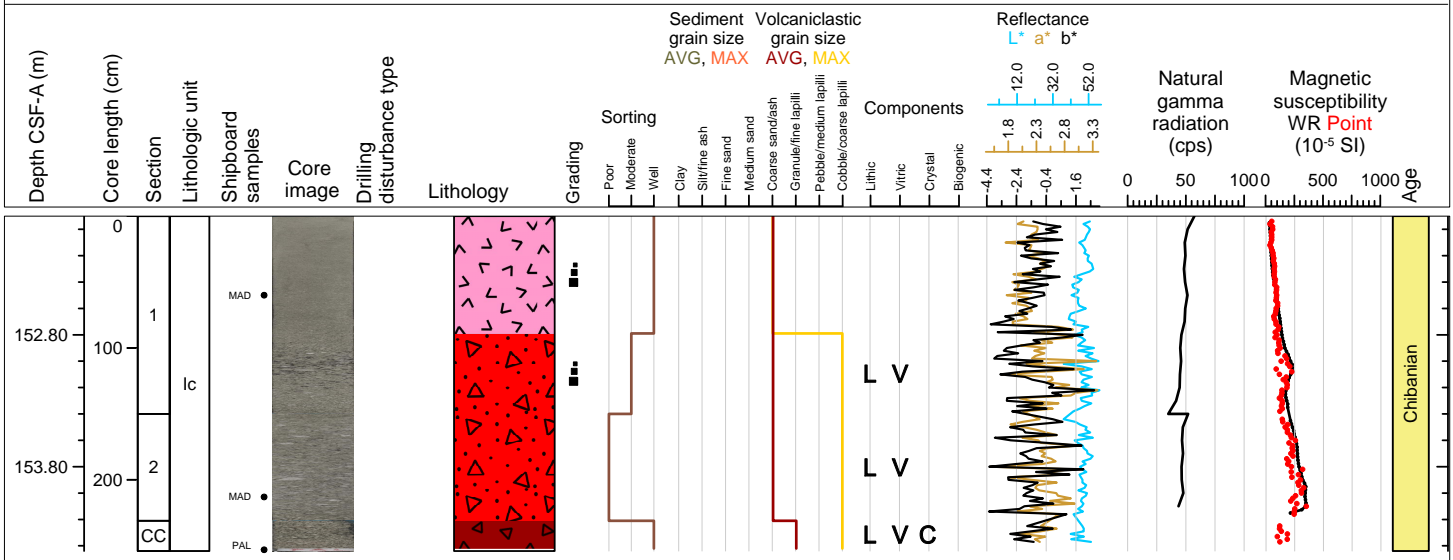 Depth CSF-A (m)
Core length (cm)
Section
Lithologic unit
Shipboard
samples
Core
image
Drilling
disturbance type
Lithology
Grading
Sorting
Poor
Moderate
Well
Sediment
grain size
AVG, MAX
Clay
Silt/fine ash
Fine sand
Medium sand
Volcaniclastic
grain size
AVG, MAX
Coarse sand/ash
Granule/fine lapilli
Pebble/medium lapilli
Cobble/coarse lapilli
Components
Lithic
Vitric
Crystal
Biogenic
Reflectance
L* a* b*
12.0 32.0 52.0
1.8 2.3 2.8 3.3
−4.4 −2.4 −0.4 1.6
Natural
gamma
radiation
(cps)
0 50 100
Magnetic
susceptibility
WR Point
(10-5 SI)
0 500 1000
Age
0
MAD
1
152.80
100
L V
Ic
Chibanian
2
153.80
200
L V
MAD
CC
L V C
PAL